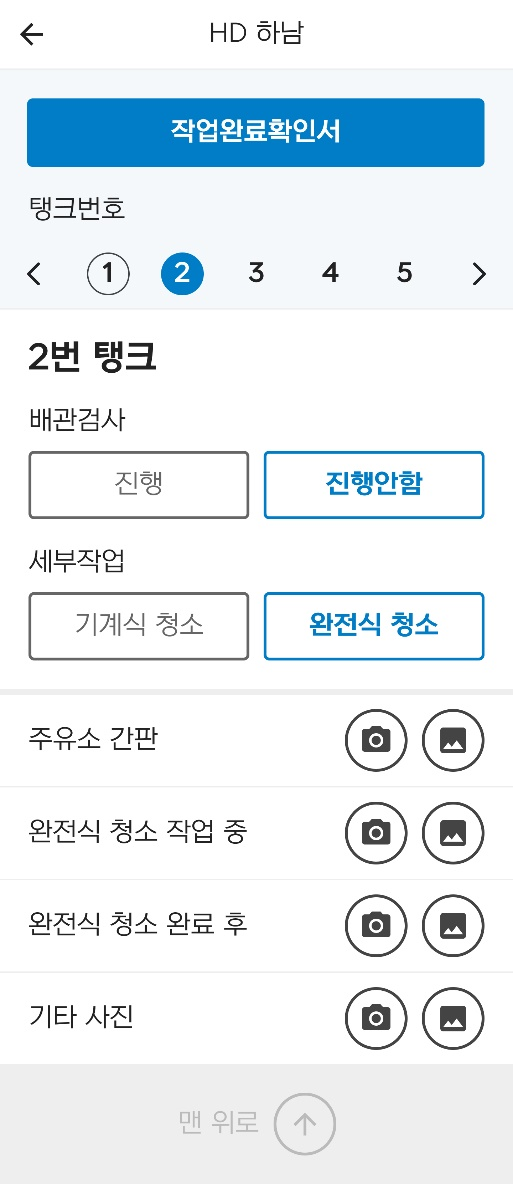 HD 하남
작업완료확인서
탱크번호
1 2 3 4 5
2번 탱크
배관검사
진행 진행안함
세부작업
기계식 청소 완전식 청소
주유소 간판
완전식 청소 작업 중
완전식 청소 완료 후
기타 사진
맨 위로